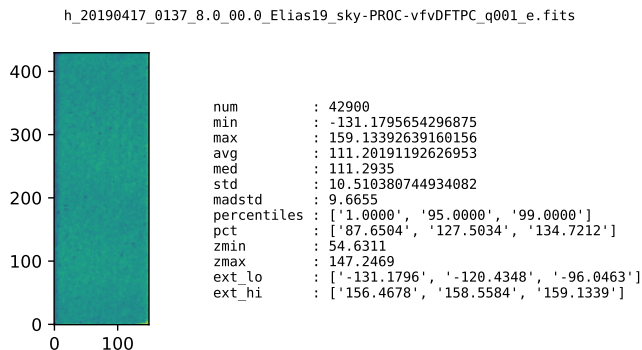 h_20190417_0137_8.0_00.0_Elias19_sky-PROC-vfvDFTPC_q001_e.fits
400
300
200
100
0
0 100
num : 42900
min : -131.1795654296875
max : 159.13392639160156
avg : 111.20191192626953
med : 111.2935
std : 10.510380744934082
madstd : 9.6655
percentiles : ['1.0000', '95.0000', '99.0000']
pct : ['87.6504', '127.5034', '134.7212']
zmin : 54.6311
zmax : 147.2469
ext_lo : ['-131.1796', '-120.4348', '-96.0463']
ext_hi : ['156.4678', '158.5584', '159.1339']